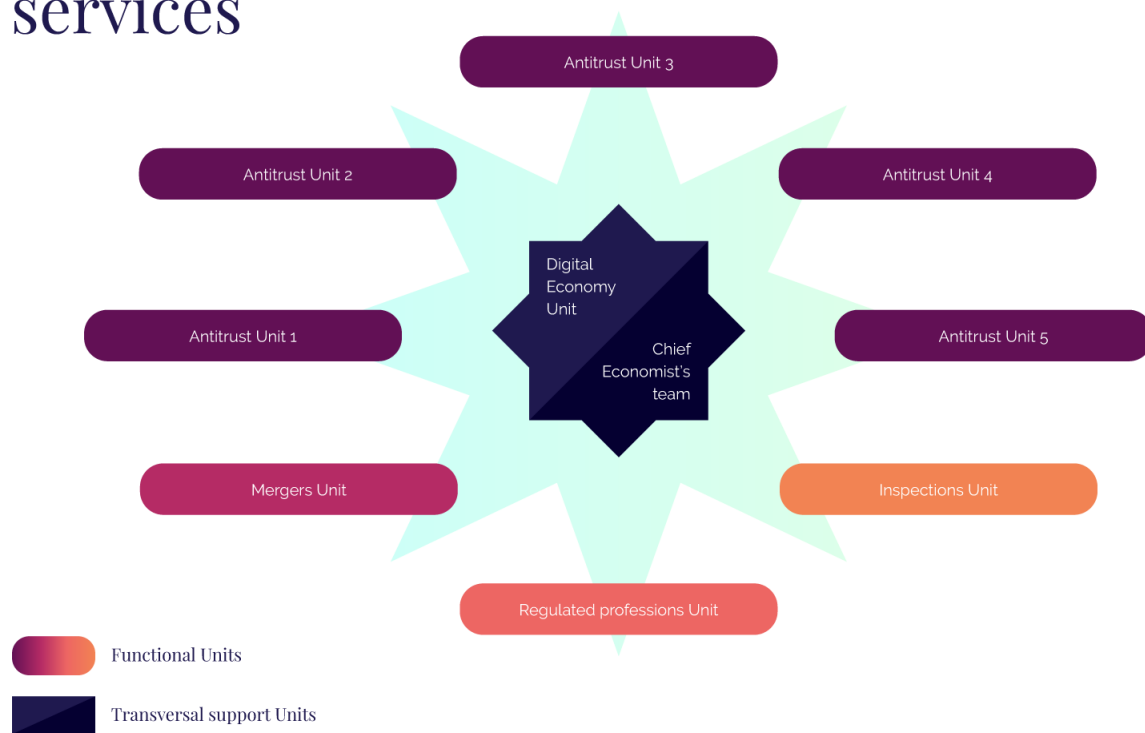 services
Antitrust Unit 3
Antitrust Unit 2
Antitrust Unit 4
Digital
Economy
Unit
Antitrust Unit 1
Antitrust Unit 5
Chief
Economist's
team
Mergers Unit
Inspections Unit
Regulated professions Unit
Functional Units
Transversal support Units